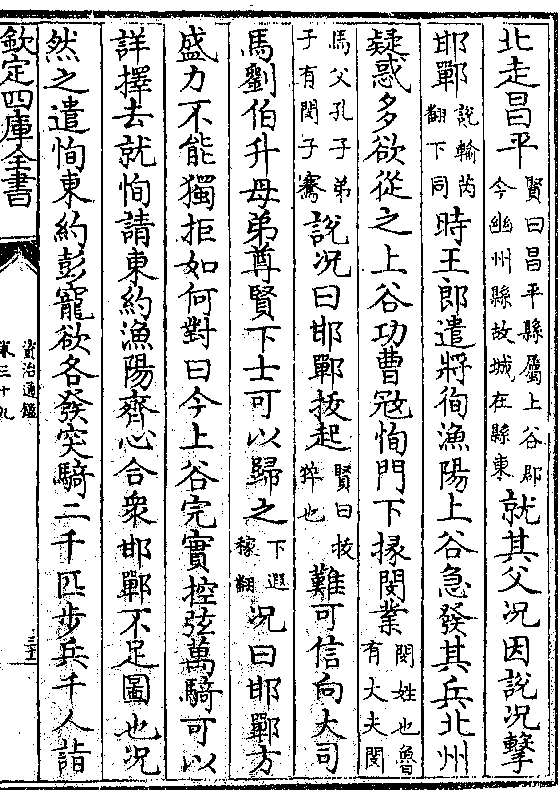 北走昌平賢曰昌平縣屬上谷郡今幽州縣故城在縣東就其父况因說况擊
邯鄲說輸芮翻下同時王郎遣將徇漁陽上谷急發其兵北州
疑惑多欲從之上谷功曹冦恂門下掾閔業閔姓也魯有大夫閔
馬父孔子弟子有閔子騫說况曰邯鄲拔起賢曰拔猝也難可信向大司
馬劉伯升母弟尊賢下士可以歸之下遐稼翻况曰邯鄲方
盛力不能獨拒如何對曰今上谷完實控弦萬騎可以
詳擇去就恂請東約漁陽齊心合衆邯鄲不足圖也况
然之遣恂東約彭寵欲各發突騎二千匹步兵千人詣
欽定四庫全書
資治通鑑
卷三十九